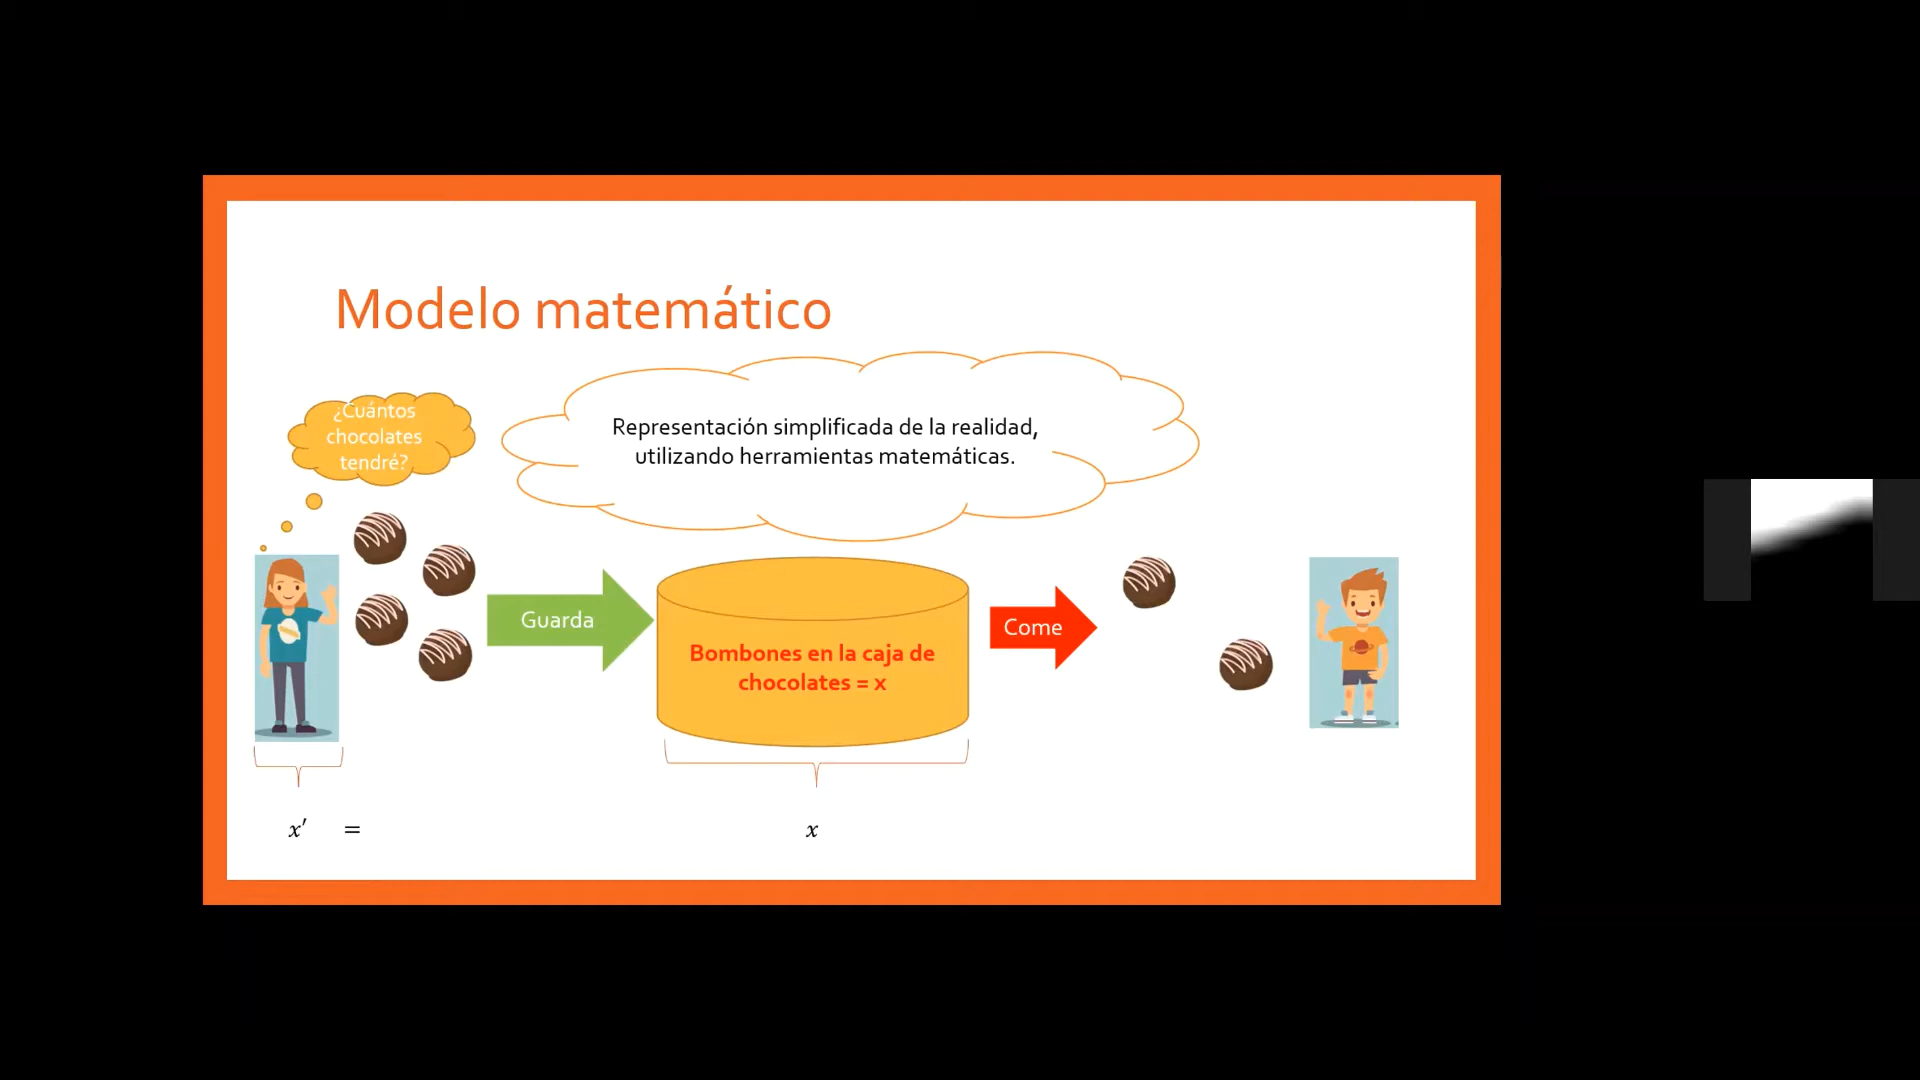 Modelo matemático
¿Cuántos
chocolates
tendré?
Representación simplificada de la realidad,
utilizando herramientas matemáticas.
Guarda
Bombones en la caja de
chocolates = x
Come
x′ =
x